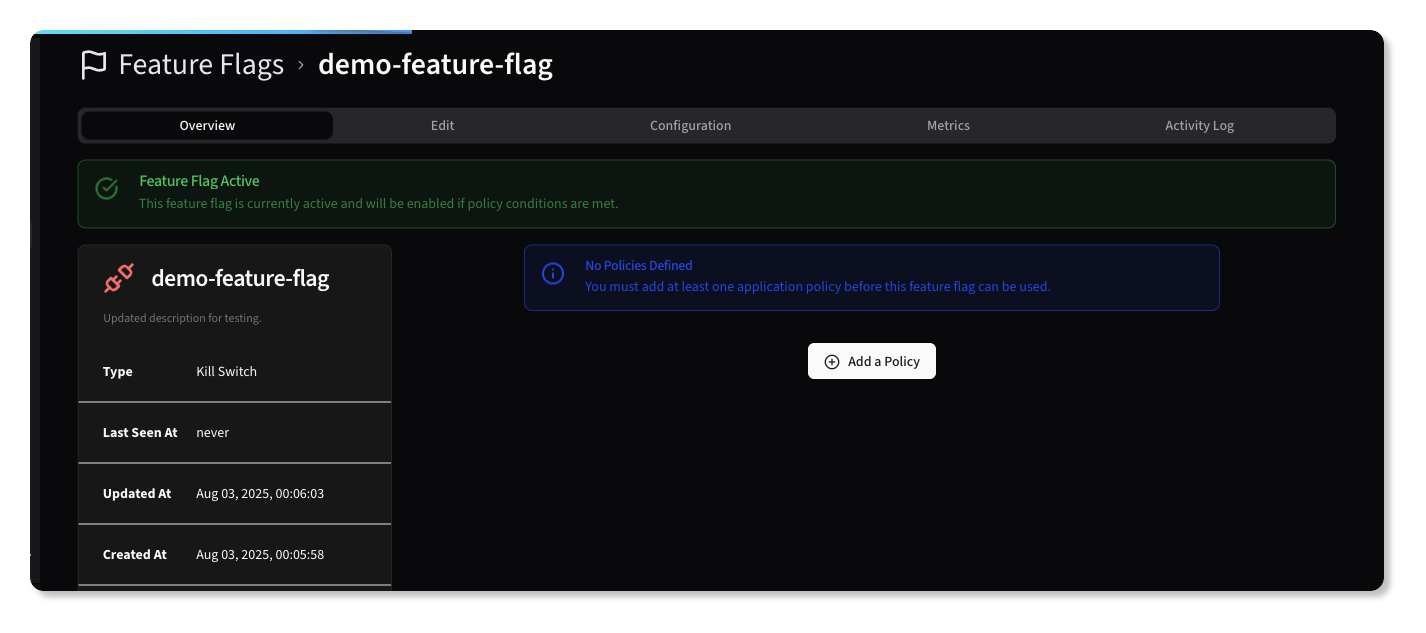 Feature Flags › demo-feature-flag
Overview Edit Configuration Metrics Activity Log
Feature Flag Active
This feature flag is currently active and will be enabled if policy conditions are met.
demo-feature-flag
Updated description for testing.
Type Kill Switch
Last Seen At never
Updated At Aug 03, 2025, 00:06:03
Created At Aug 03, 2025, 00:05:58
No Policies Defined
You must add at least one application policy before this feature flag can be used.
Add a Policy